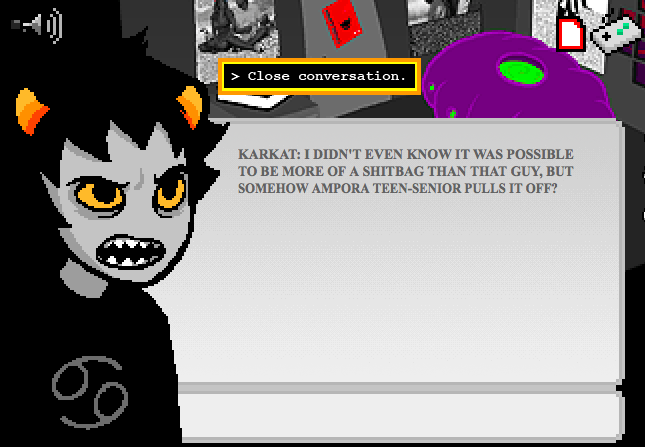 > Close conversation.
KARKAT: I DIDN'T EVEN KNOW IT WAS POSSIBLE
TO BE MORE OF A SHITBAG THAN THAT GUY, BUT
SOMEHOW AMPORA TEEN-SENIOR PULLS IT OFF?